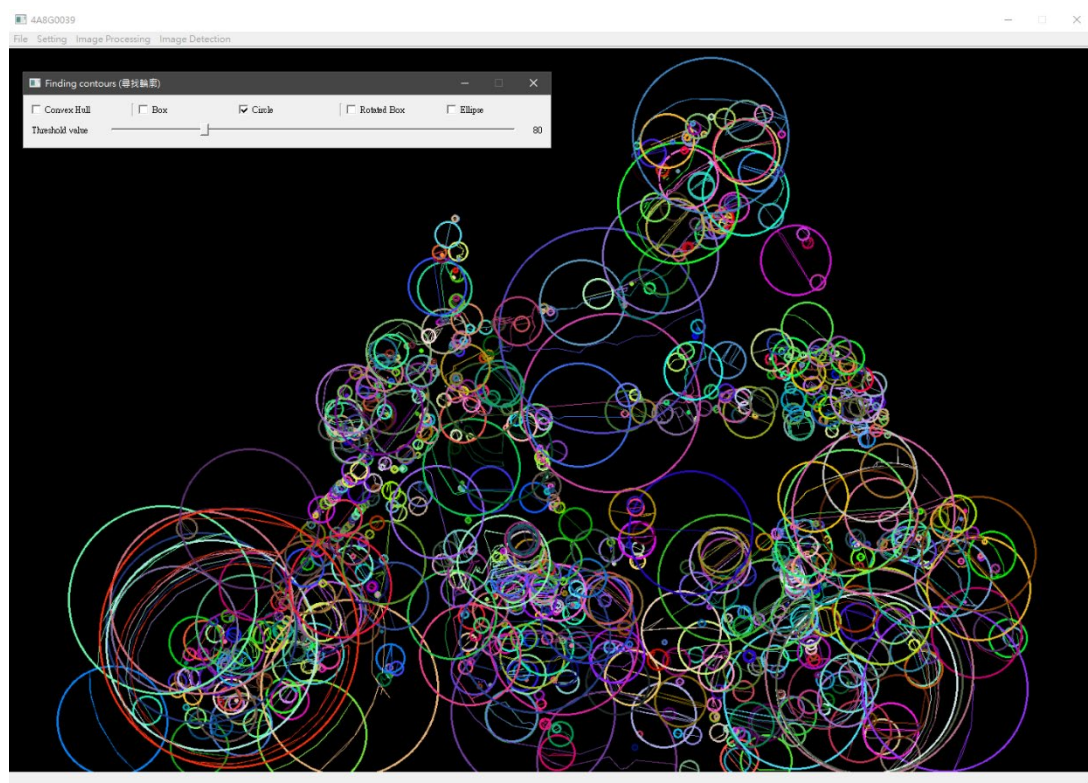 4A8G0039
File Setting Image Processing Image Detection
Finding contours (尋找輪廓)
Convex Hull Box Circle Rotated Box Ellipse
Threshold value 80